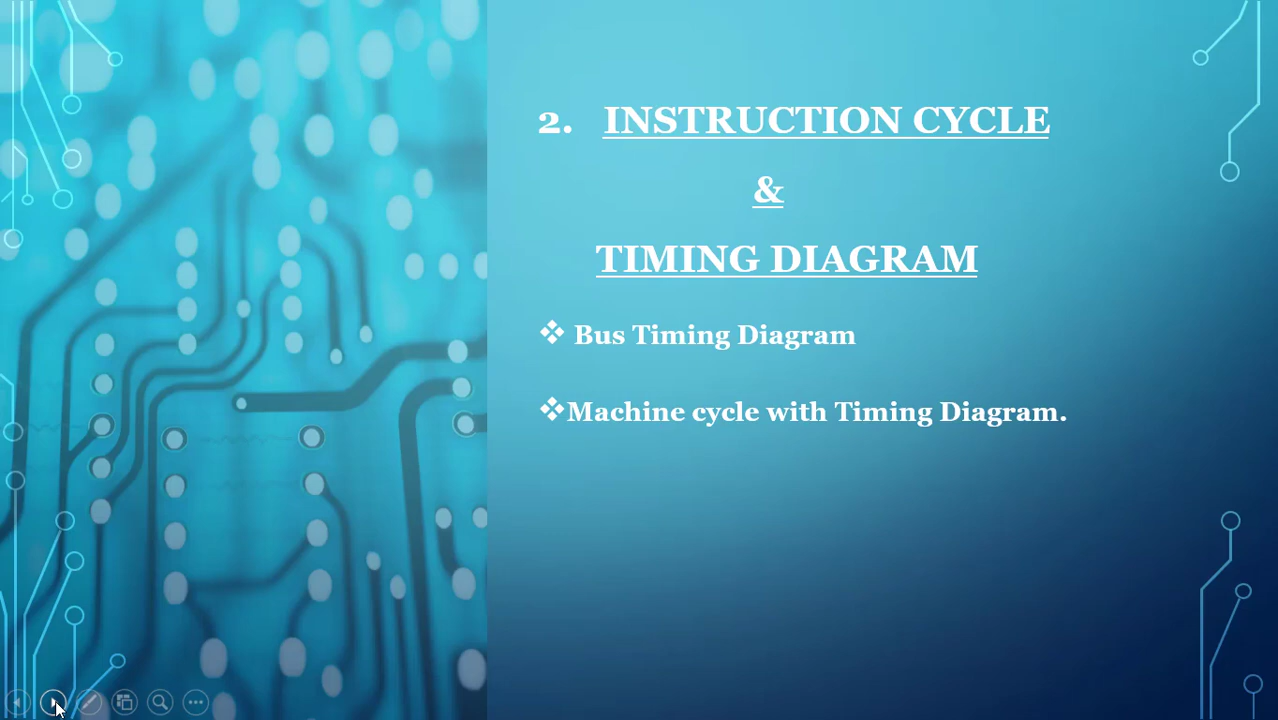 2. INSTRUCTION CYCLE
&
TIMING DIAGRAM
❖ Bus Timing Diagram
❖Machine cycle with Timing Diagram.